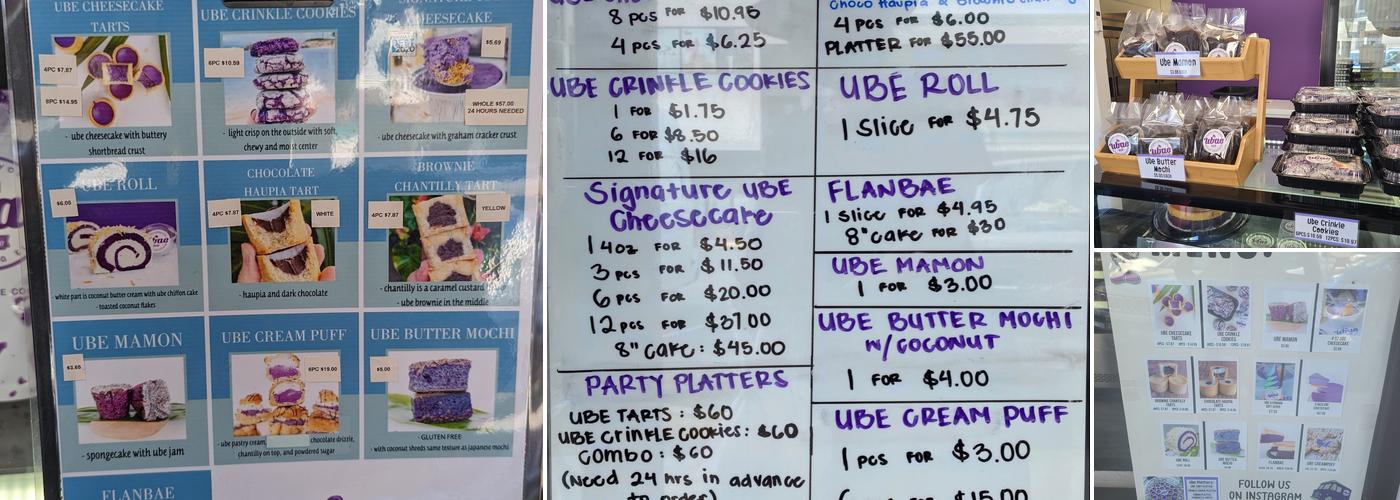 UBE CHEESECAKE
TARTS
4PC $7.87
8PC $14.95
- ube cheesecake with buttery
shortbread crust
UBE CRINKLE COOKIES
6PC $10.59
- light crisp on the outside with soft,
chewy and moist center
CHEESECAKE
$5.69
WHOLE $57.00
24 HOURS NEEDED
- ube cheesecake with graham cracker crust
UBE ROLL
$6.05
- white part is coconut butter cream with ube chiffon cake
- toasted coconut flakes
CHOCOLATE
HAUPIA TART
4PC $7.87
WHITE
- haupia and dark chocolate
BROWNIE
CHANTILLY TART
4PC $7.87
YELLOW
- chantilly is a caramel custard
- ube brownie in the middle
UBE MAMON
$3.65
- spongecake with ube jam
UBE CREAM PUFF
6PC $19.00
- ube pastry cream,
chocolate drizzle,
chantilly on top, and powdered sugar
UBE BUTTER MOCHI
$5.00
- GLUTEN FREE
- with coconut shreds same texture as japanese mochi
FLANBAE
8 pcs FOR $10.95
4 pcs FOR $6.25
UBE CRINKLE COOKIES
1 FOR $1.75
6 FOR $8.50
12 FOR $16
Signature UBE
Cheesecake
1 4oz FOR $4.50
3 pcs FOR $11.50
6 pcs FOR $20.00
12 pcs FOR $37.00
8" cake: $45.00
PARTY PLATTERS
UBE TARTS: $60
UBE Crinkle Cookies: $60
Combo: $60
(Need 24 hrs in advance
to order)
Choco Haupia & Brownie
4 pcs FOR $6.00
PLATTER FOR $55.00
UBE ROLL
1 Slice FOR $4.75
FLANBAE
1 Slice FOR $4.95
8" cake FOR $30
UBE MAMON
1 FOR $3.00
UBE BUTTER MOCHI
w/COCONUT
1 FOR $4.00
UBE CREAM PUFF
1 pcs FOR $3.00
$15.00
Ube Mamon
ubae
Ube Butter
Mochi
$5.00 EACH
Ube Crinkle
Cookies
MENU
UBE CHEESECAKE
TARTS
UBE CRINKLE
COOKIES
UBE MAMON
CHEESECAKE
UBE ROLL
UBE BUTTER
MOCHI
FLANBAE
FOLLOW US
ON INSTAGRAM